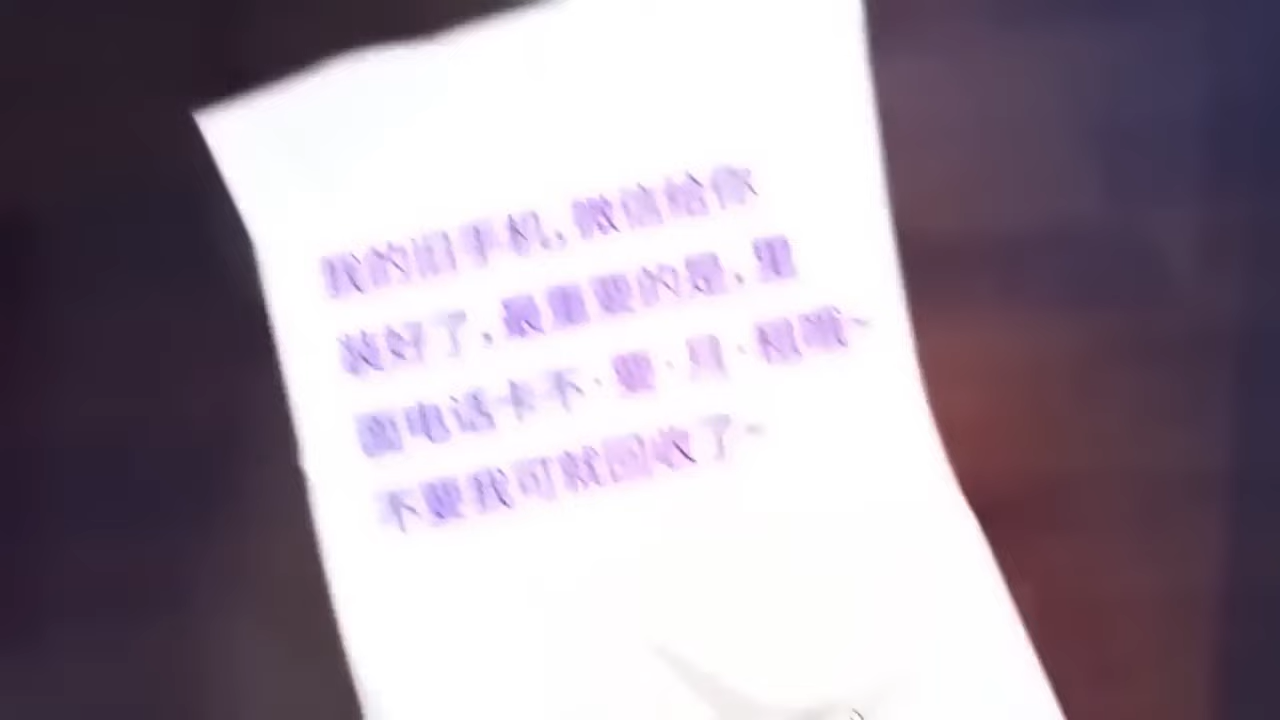 我的旧手机,微信给你
装好了,最重要的是,里
面电话卡不·要·月·租哦~
不要我可就回收了~